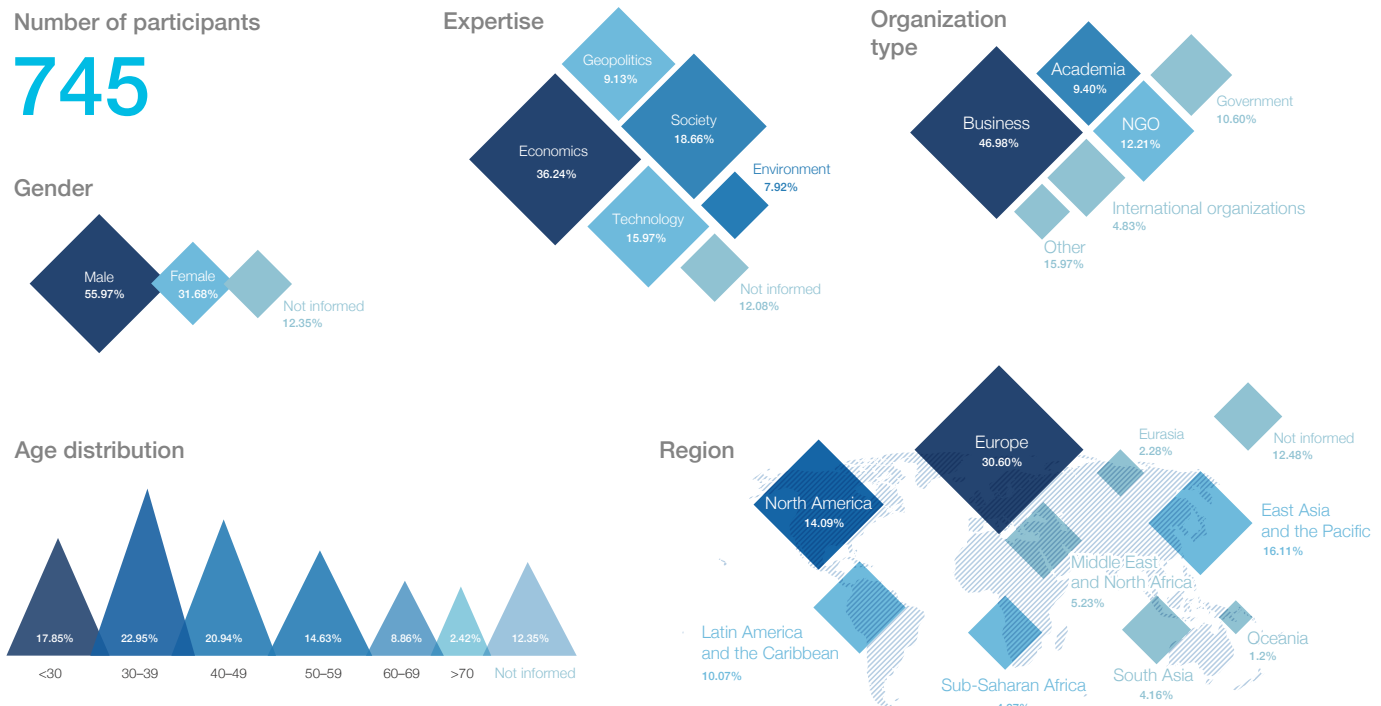 Number of participants
745
Gender
Male
55.97%
Female
31.68%
Not informed
12.35%
Expertise
Geopolitics
9.13%
Society
18.66%
Economics
36.24%
Environment
7.92%
Technology
15.97%
Not informed
12.08%
Organization
type
Academia
9.40%
Business
46.98%
Government
10.60%
NGO
12.21%
International organizations
4.83%
Other
15.97%
Age distribution
17.85%
22.95%
20.94%
14.63%
8.86%
2.42%
12.35%
<30
30–39
40–49
50–59
60–69
>70
Not informed
Region
Europe
30.60%
Eurasia
2.28%
Not informed
12.48%
North America
14.09%
East Asia
and the Pacific
16.11%
Middle East
and North Africa
5.23%
Latin America
and the Caribbean
10.07%
Sub-Saharan Africa
South Asia
4.16%
Oceania
1.2%